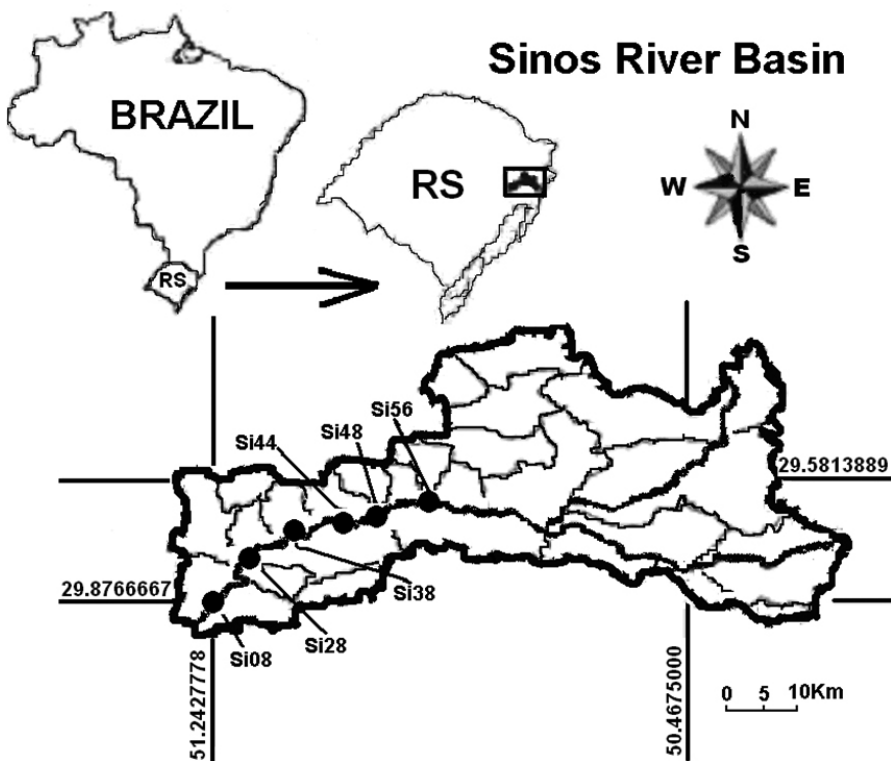 Sinos River Basin
BRAZIL
N
RS
W
E
S
RS
Si56
Si48
Si44
29.5813889
29.8766667
Si38
Si28
Si08
51.2427778
50.4675000
0 5 10Km